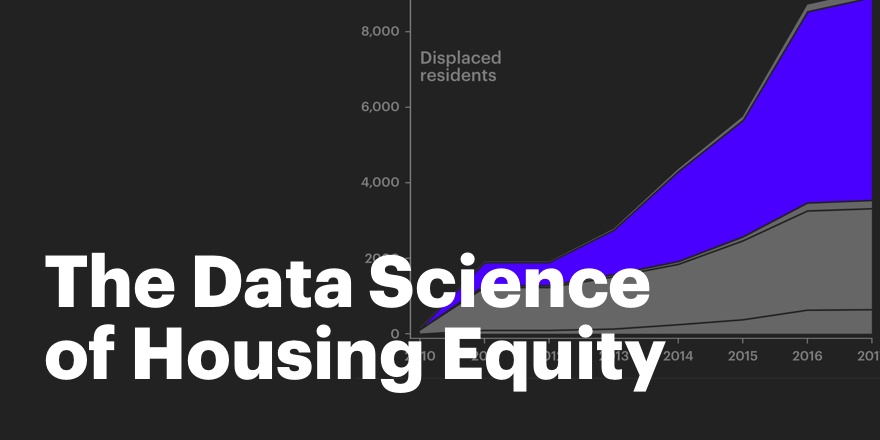 8,000
Displaced
residents
6,000
4,000
The Data Science
0
of Housing Equity
2014 2015 2016